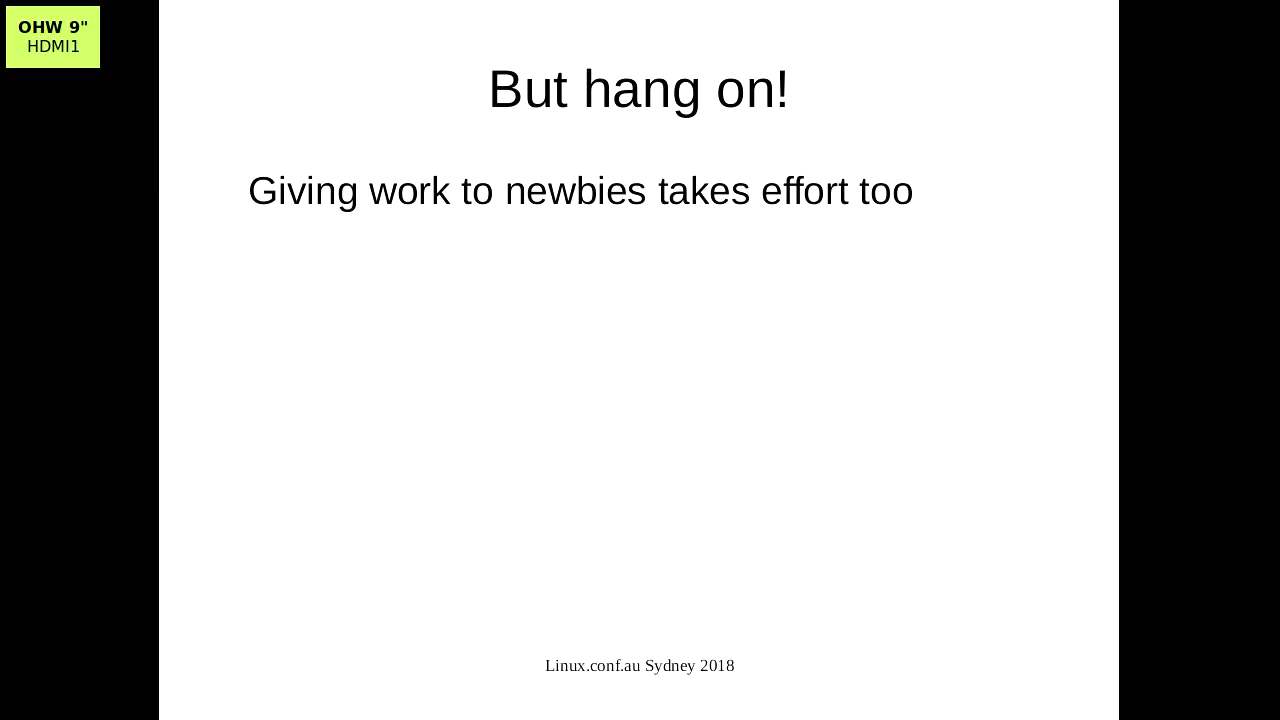 OHW 9"
HDMI1
But hang on!
Giving work to newbies takes effort too
Linux.conf.au Sydney 2018